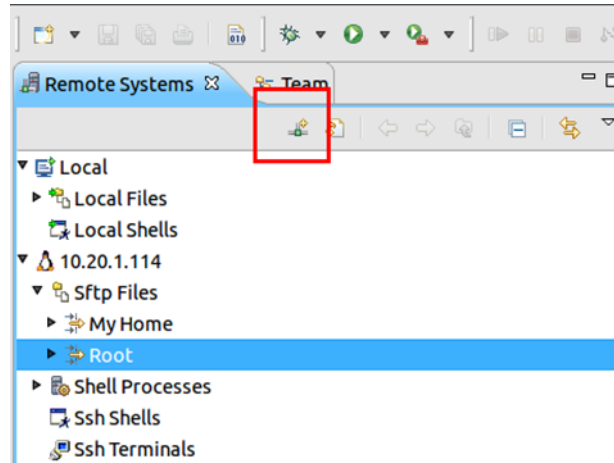 010
Remote Systems
Team
Local
Local Files
Local Shells
10.20.1.114
Sftp Files
My Home
Root
Shell Processes
Ssh Shells
Ssh Terminals